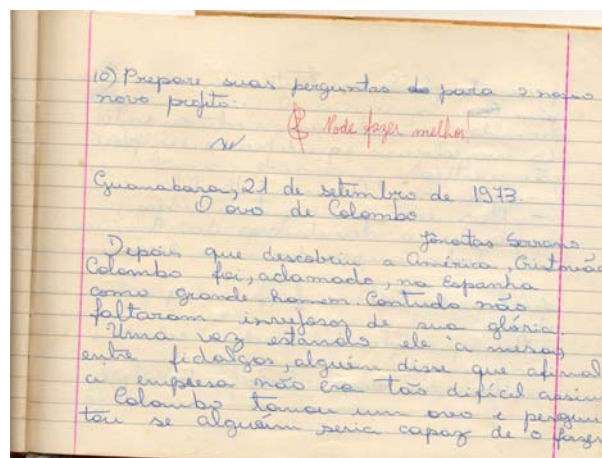 10) Prepare suas perguntas do para o nosso
novo projeto.
Pode fazer melhor!
Guanabara, 21 de setembro de 1973.
O ovo de Colombo
Jônatas Serrano
Depois que descobriu a América, Cristovão
Colombo foi, aclamado, na Espanha
como grande homem. Contudo não
faltaram invejosos de sua glória.
Uma vez estando ele a mesa,
entre fidalgos, alguém disse que afinal
a empresa não era tão difícil assim
Colombo tomou um ovo e pergun
tou se alguém seria capaz de o fazer